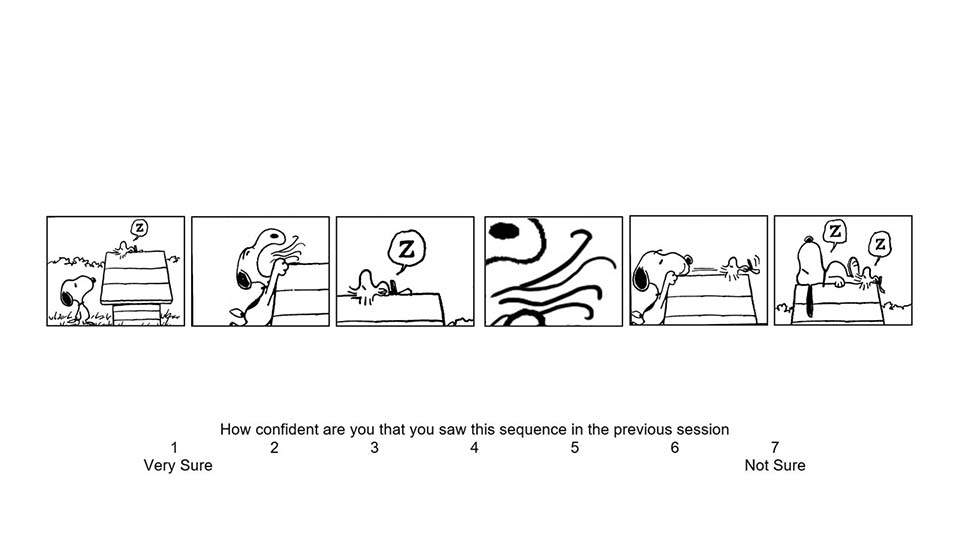 Z
Z
Z
Z
How confident are you that you saw this sequence in the previous session
1 2 3 4 5 6 7
Very Sure Not Sure